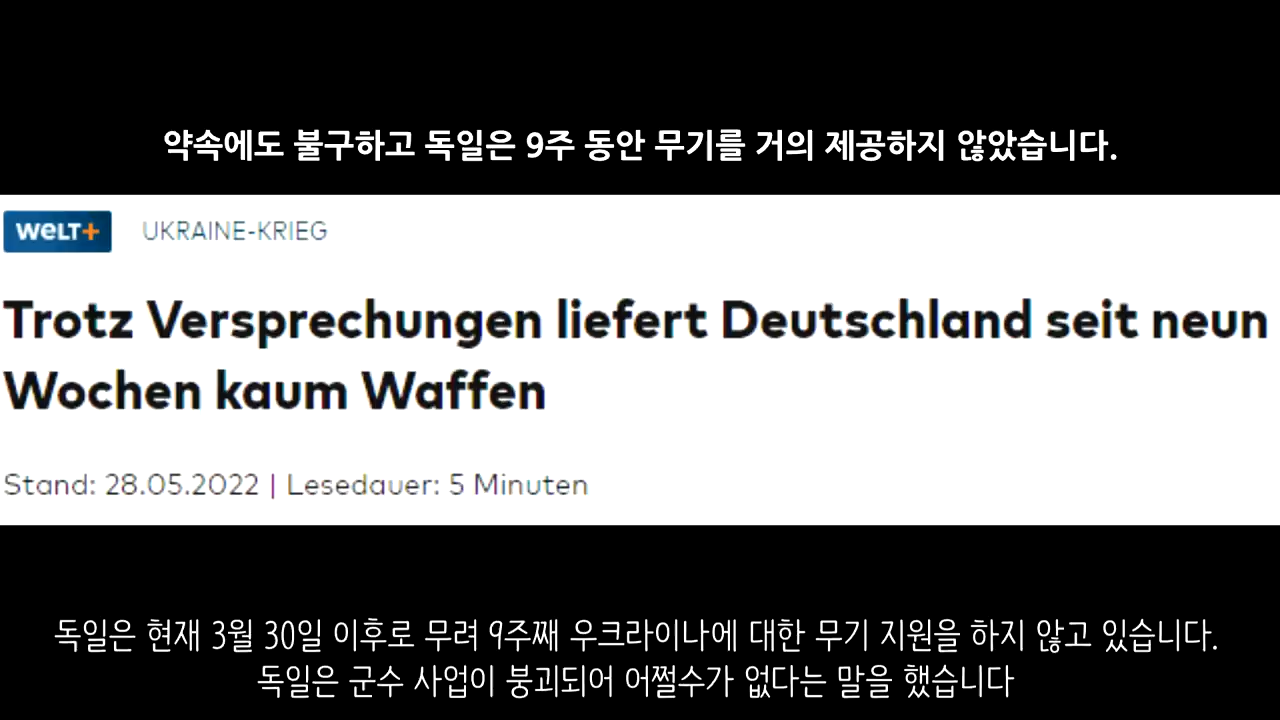 약속에도 불구하고 독일은 9주 동안 무기를 거의 제공하지 않았습니다.
WELT+ UKRAINE-KRIEG
Trotz Versprechungen liefert Deutschland seit neun
Wochen kaum Waffen
Stand: 28.05.2022 | Lesedauer: 5 Minuten
독일은 현재 3월 30일 이후로 무려 9주째 우크라이나에 대한 무기 지원을 하지 않고 있습니다.
독일은 군수 사업이 붕괴되어 어쩔수가 없다는 말을 했습니다